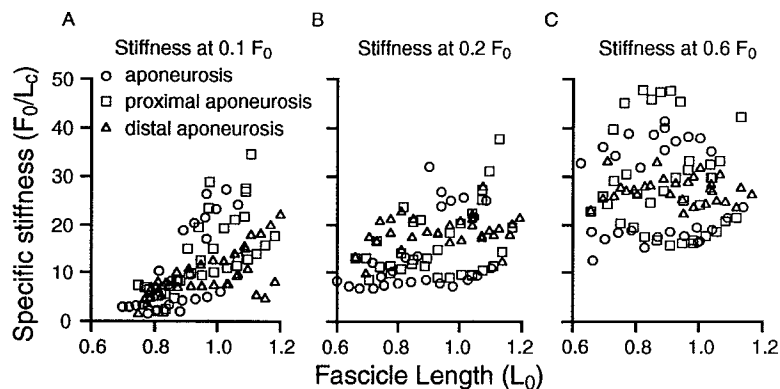 A
B
C
Stiffness at 0.1 F₀
Stiffness at 0.2 F₀
Stiffness at 0.6 F₀
Specific stiffness (F₀/L꜀)
50
40
30
20
10
0
aponeurosis
proximal aponeurosis
distal aponeurosis
0.6 0.8 1.0 1.2
0.6 0.8 1.0 1.2
0.6 0.8 1.0 1.2
Fascicle Length (L₀)